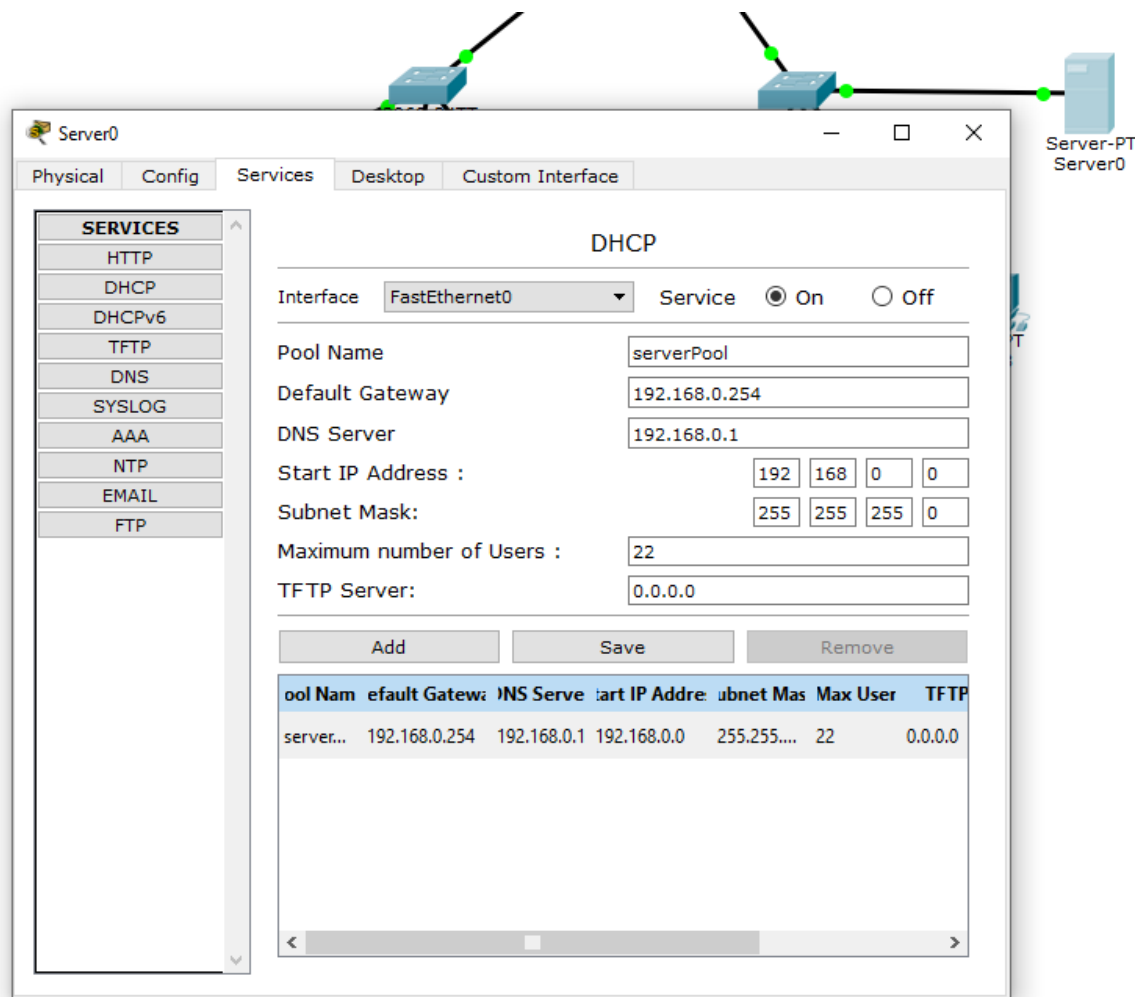 Server-PT
Server0
Server0
Physical Config Services Desktop Custom Interface
SERVICES
HTTP
DHCP
DHCPv6
TFTP
DNS
SYSLOG
AAA
NTP
EMAIL
FTP
DHCP
Interface FastEthernet0 Service On Off
Pool Name serverPool
Default Gateway 192.168.0.254
DNS Server 192.168.0.1
Start IP Address : 192 168 0 0
Subnet Mask: 255 255 255 0
Maximum number of Users : 22
TFTP Server: 0.0.0.0
Add Save Remove
ool Nam efault Gatewa NS Serve tart IP Addre ubnet Mas Max User TFTP
server... 192.168.0.254 192.168.0.1 192.168.0.0 255.255.... 22 0.0.0.0